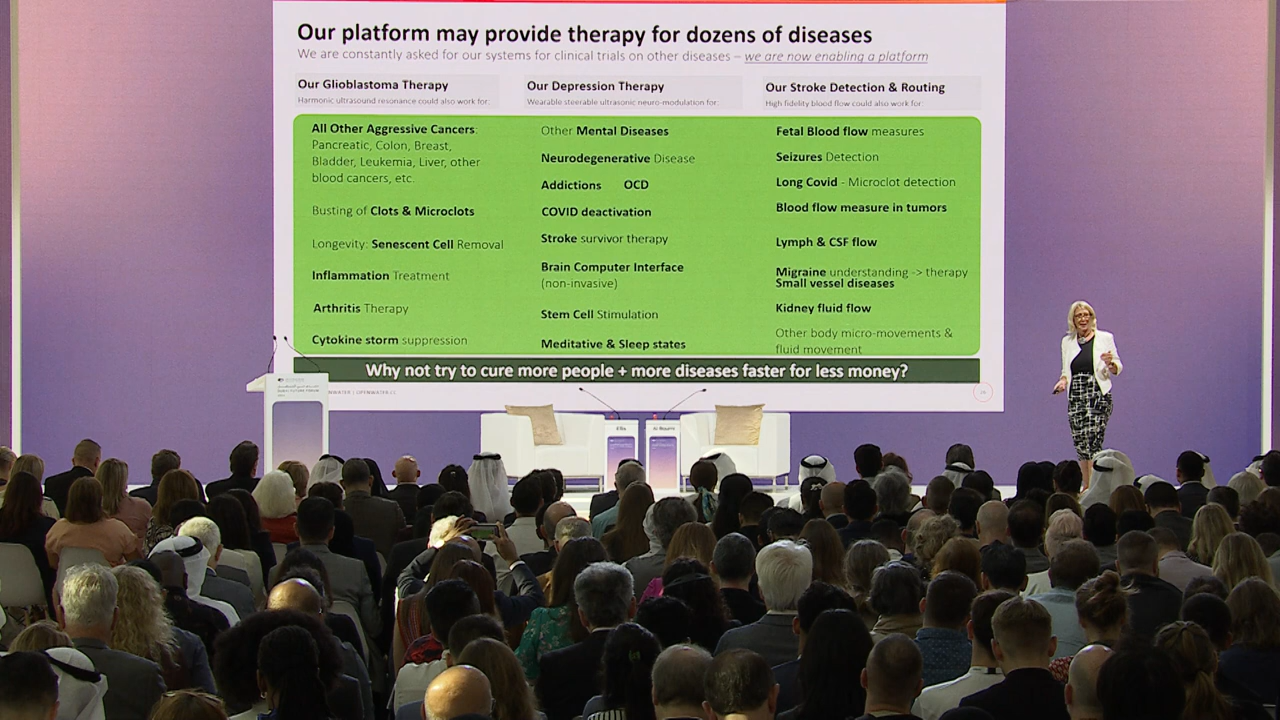 Our platform may provide therapy for dozens of diseases
We are constantly asked for our systems for clinical trials on other diseases – we are now enabling a platform
Our Glioblastoma Therapy
Harmonic ultrasound resonance could also work for:
All Other Aggressive Cancers:
Pancreatic, Colon, Breast,
Bladder, Leukemia, Liver, other
blood cancers, etc.
Busting of Clots & Microclots
Longevity: Senescent Cell Removal
Inflammation Treatment
Arthritis Therapy
Cytokine storm suppression
Our Depression Therapy
Wearable steerable ultrasonic neuro-modulation for:
Other Mental Diseases
Neurodegenerative Disease
Addictions OCD
COVID deactivation
Stroke survivor therapy
Brain Computer Interface
(non-invasive)
Stem Cell Stimulation
Meditative & Sleep states
Our Stroke Detection & Routing
High fidelity blood flow could also work for:
Fetal Blood flow measures
Seizures Detection
Long Covid - Microclot detection
Blood flow measure in tumors
Lymph & CSF flow
Migraine understanding -> therapy
Small vessel diseases
Kidney fluid flow
Other body micro-movements &
fluid movement
Why not try to cure more people + more diseases faster for less money?